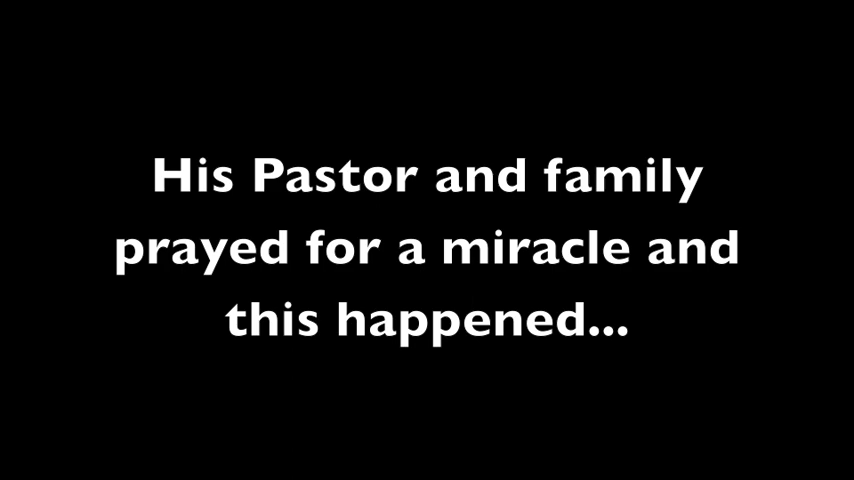 His Pastor and family
prayed for a miracle and
this happened...